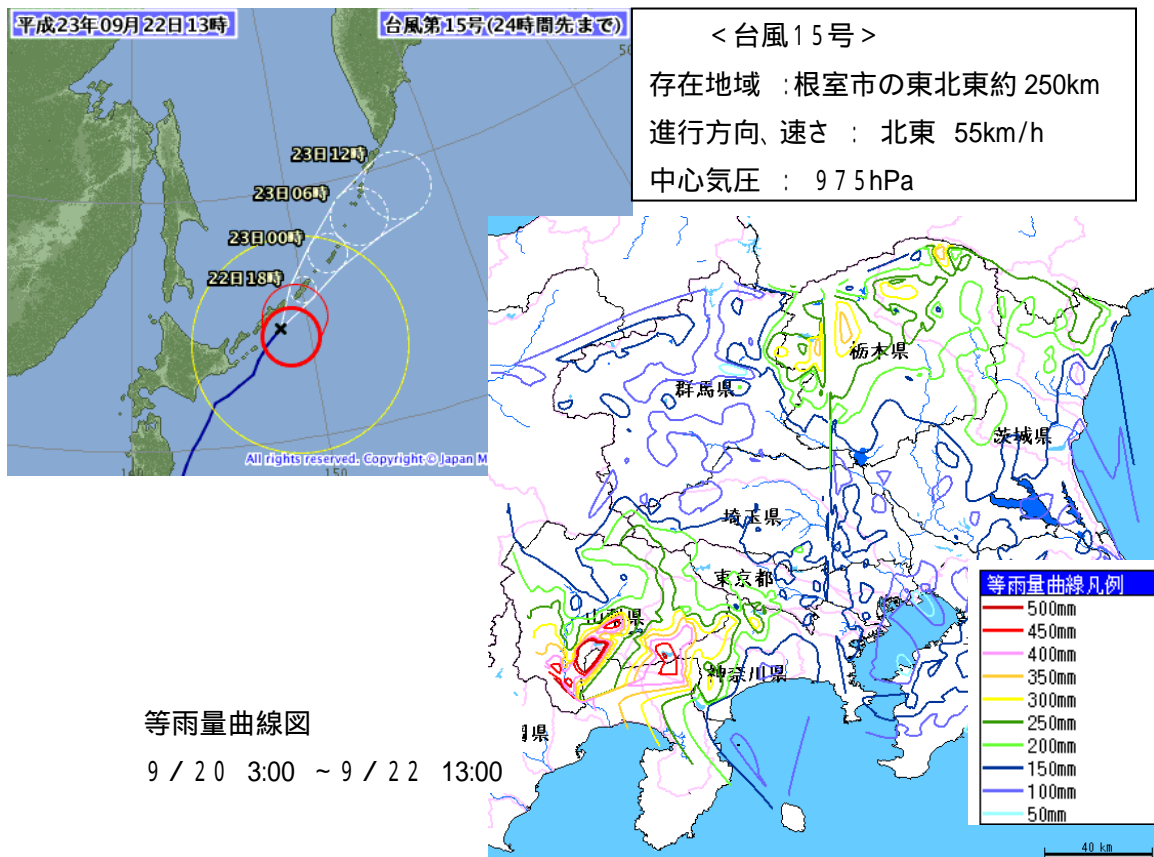 平成23年09月22日13時
台風第15号(24時間先まで)
23日12時
23日06時
23日00時
22日18時
All rights reserved. Copyright © Japan M
150
<台風15号>
存在地域 :根室市の東北東約 250km
進行方向、速さ : 北東 55km/h
中心気圧 : 975hPa
栃木県
群馬県
茨城県
埼玉県
東京都
山梨県
神奈川県
岡県
等雨量曲線図
9/20 3:00 ~9/22 13:00
等雨量曲線凡例
500mm
450mm
400mm
350mm
300mm
250mm
200mm
150mm
100mm
50mm
40 km